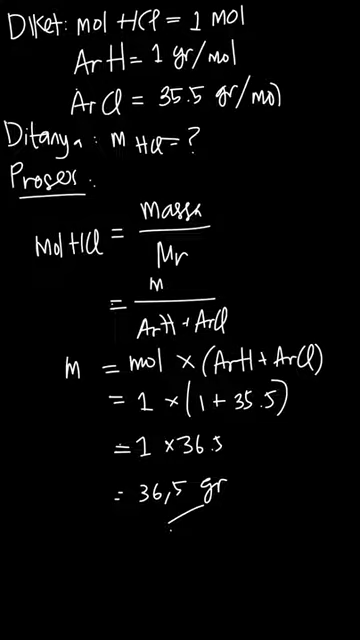 Diket: mol HCl = 1 mol
Ar H = 1 gr/mol
Ar Cl = 35.5 gr/mol
Ditanya: m HCl = ?
Proses:
mol HCl = massa / Mr
= m / Ar H + Ar Cl
m = mol × (Ar H + Ar Cl)
= 1 × (1 + 35.5)
= 1 × 36.5
= 36,5 gr